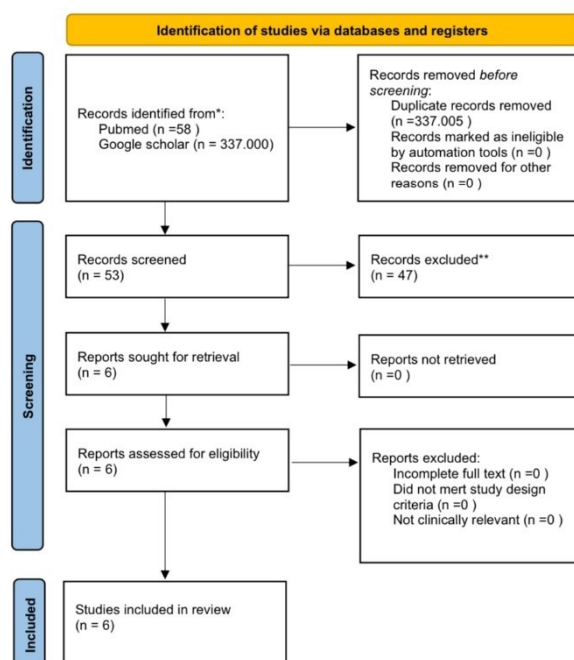 Identification of studies via databases and registers
Identification
Records identified from*:
Pubmed (n =58 )
Google scholar (n = 337.000)
Records removed before
screening:
Duplicate records removed
(n =337.005)
Records marked as ineligible
by automation tools (n =0 )
Records removed for other
reasons (n =0 )
Screening
Records screened
(n = 53)
Records excluded**
(n = 47)
Reports sought for retrieval
(n = 6)
Reports not retrieved
(n =0 )
Reports assessed for eligibility
(n = 6)
Reports excluded:
Incomplete full text (n =0 )
Did not mert study design
criteria (n =0 )
Not clinically relevant (n =0 )
Included
Studies included in review
(n = 6)